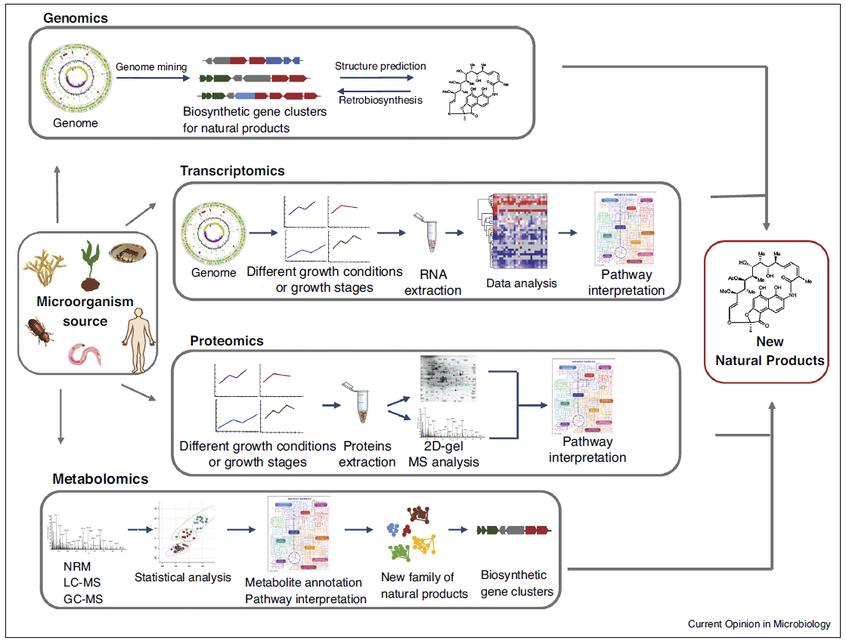 Genomics
Genome mining
Structure prediction
Retrobiosynthesis
Genome
Biosynthetic gene clusters
for natural products
Transcriptomics
Genome
Different growth conditions
or growth stages
RNA
extraction
Data analysis
Pathway
interpretation
Microorganism
source
New
Natural Products
Proteomics
Different growth conditions
or growth stages
Proteins
extraction
2D-gel
MS analysis
Pathway
interpretation
Metabolomics
NRM
LC-MS
GC-MS
Statistical analysis
Metabolite annotation
Pathway interpretation
New family of
natural products
Biosynthetic
gene clusters
Current Opinion in Microbiology